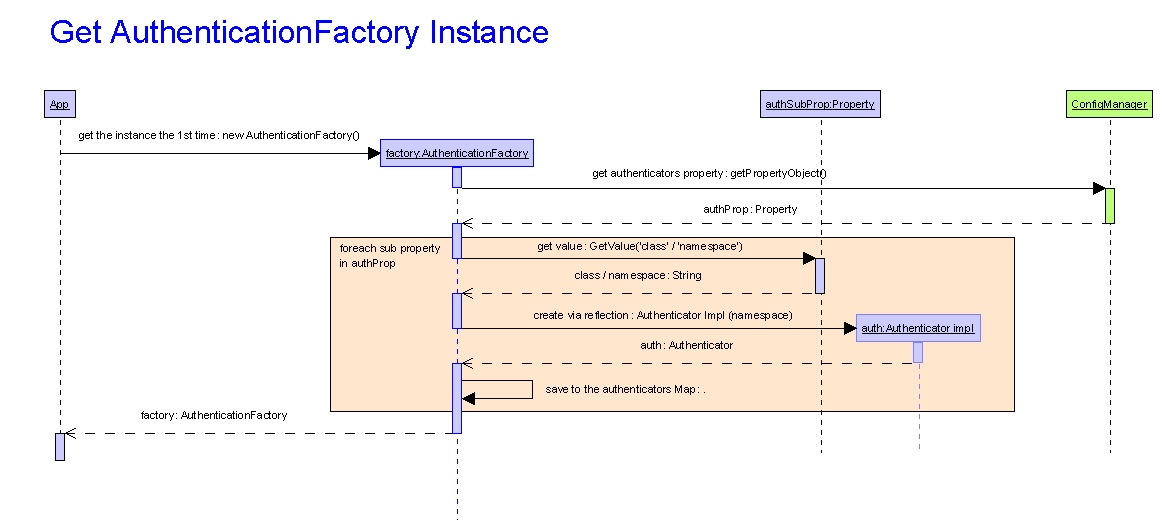 Get AuthenticationFactory Instance
App
authSubProp:Property
ConfigManager
get the instance the 1st time : new AuthenticationFactory()
factory:AuthenticationFactory
get authenticators property : getPropertyObject()
authProp : Property
foreach sub property
in authProp
get value : GetValue('class' / 'namespace')
class / namespace : String
create via reflection : Authenticator Impl (namespace)
auth:Authenticator impl
auth : Authenticator
save to the authenticators Map : .
factory : AuthenticationFactory